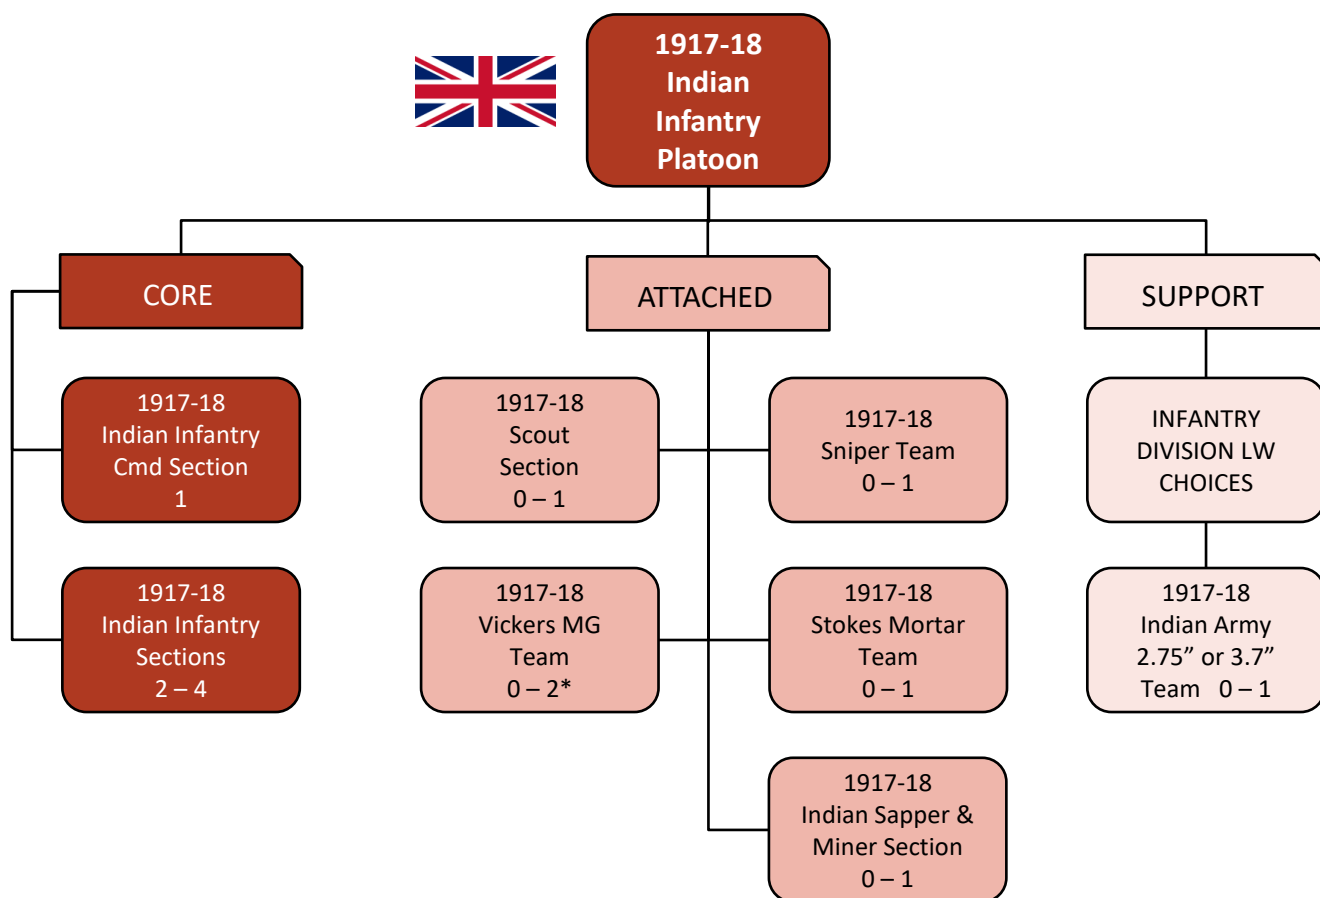 1917-18
Indian
Infantry
Platoon
CORE
ATTACHED
SUPPORT
1917-18
Indian Infantry
Cmd Section
1
1917-18
Scout
Section
0 – 1
1917-18
Sniper Team
0 – 1
INFANTRY
DIVISION LW
CHOICES
1917-18
Indian Infantry
Sections
2 – 4
1917-18
Vickers MG
Team
0 – 2*
1917-18
Stokes Mortar
Team
0 – 1
1917-18
Indian Army
2.75” or 3.7”
Team 0 – 1
1917-18
Indian Sapper &
Miner Section
0 – 1